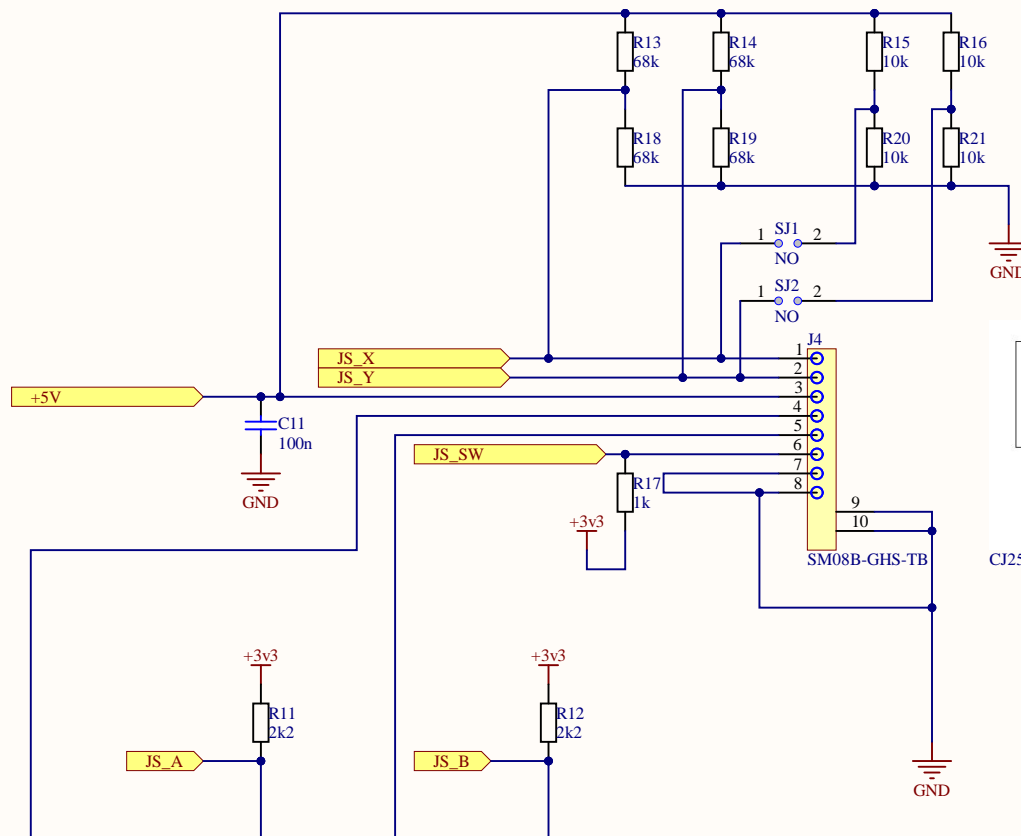 R13
68k
R14
68k
R15
10k
R16
10k
R18
68k
R19
68k
R20
10k
R21
10k
SJ1
1 2
NO
GND
SJ2
1 2
NO
J4
JS_X
1
JS_Y
2
+5V
3
4
C11
100n
5
JS_SW
6
7
R17
1k
8
GND
+3v3
9
10
SM08B-GHS-TB
CJ25
+3v3
+3v3
R11
2k2
R12
2k2
JS_A
JS_B
GND